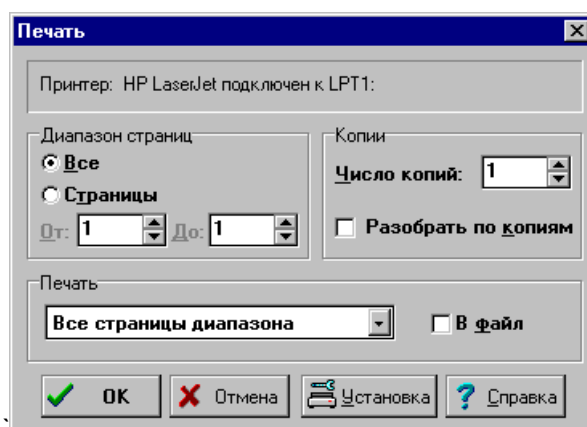 Печать
Принтер: HP LaserJet подключен к LPT1:
Диапазон страниц
Все
Страницы
От: 1 До: 1
Копии
Число копий: 1
Разобрать по копиям
Печать
Все страницы диапазона В файл
OK Отмена Установка ? Справка